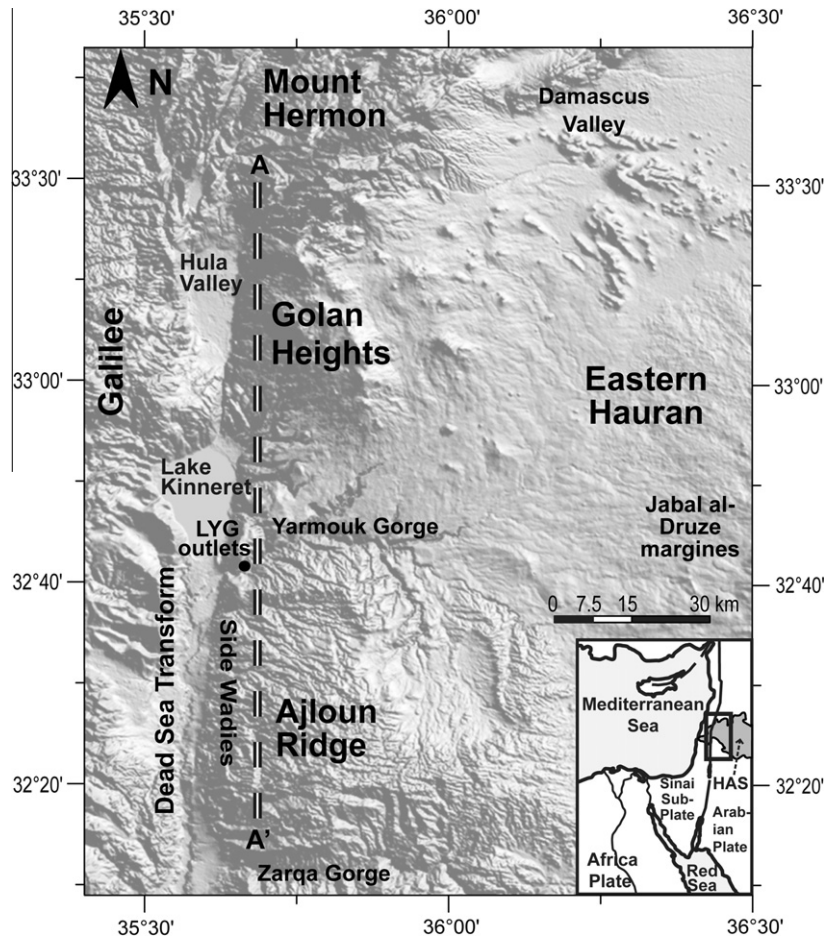 35°30'
36°00'
36°30'
N
Mount
Hermon
Damascus
Valley
A
33°30'
33°30'
Hula
Valley
Golan
Heights
Galilee
33°00'
33°00'
Eastern
Hauran
Lake
Kinneret
Jabal al-
Druze
margines
LYG
outlets
Yarmouk Gorge
32°40'
32°40'
0 7.5 15 30 km
Dead Sea Transform
Side Wadies
Ajloun
Ridge
Mediterranean
Sea
HAS
Sinai
Sub-
Plate
Arab-
ian
Plate
Africa
Plate
Red
Sea
32°20'
32°20'
A'
Zarqa Gorge
35°30'
36°00'
36°30'